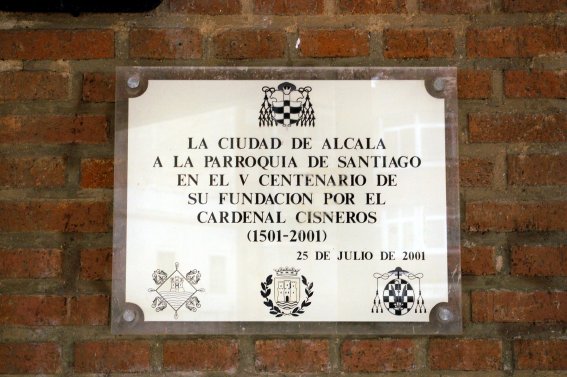 LA CIUDAD DE ALCALA
A LA PARROQUIA DE SANTIAGO
EN EL V CENTENARIO DE
SU FUNDACION POR EL
CARDENAL CISNEROS
(1501-2001)
25 DE JULIO DE 2001